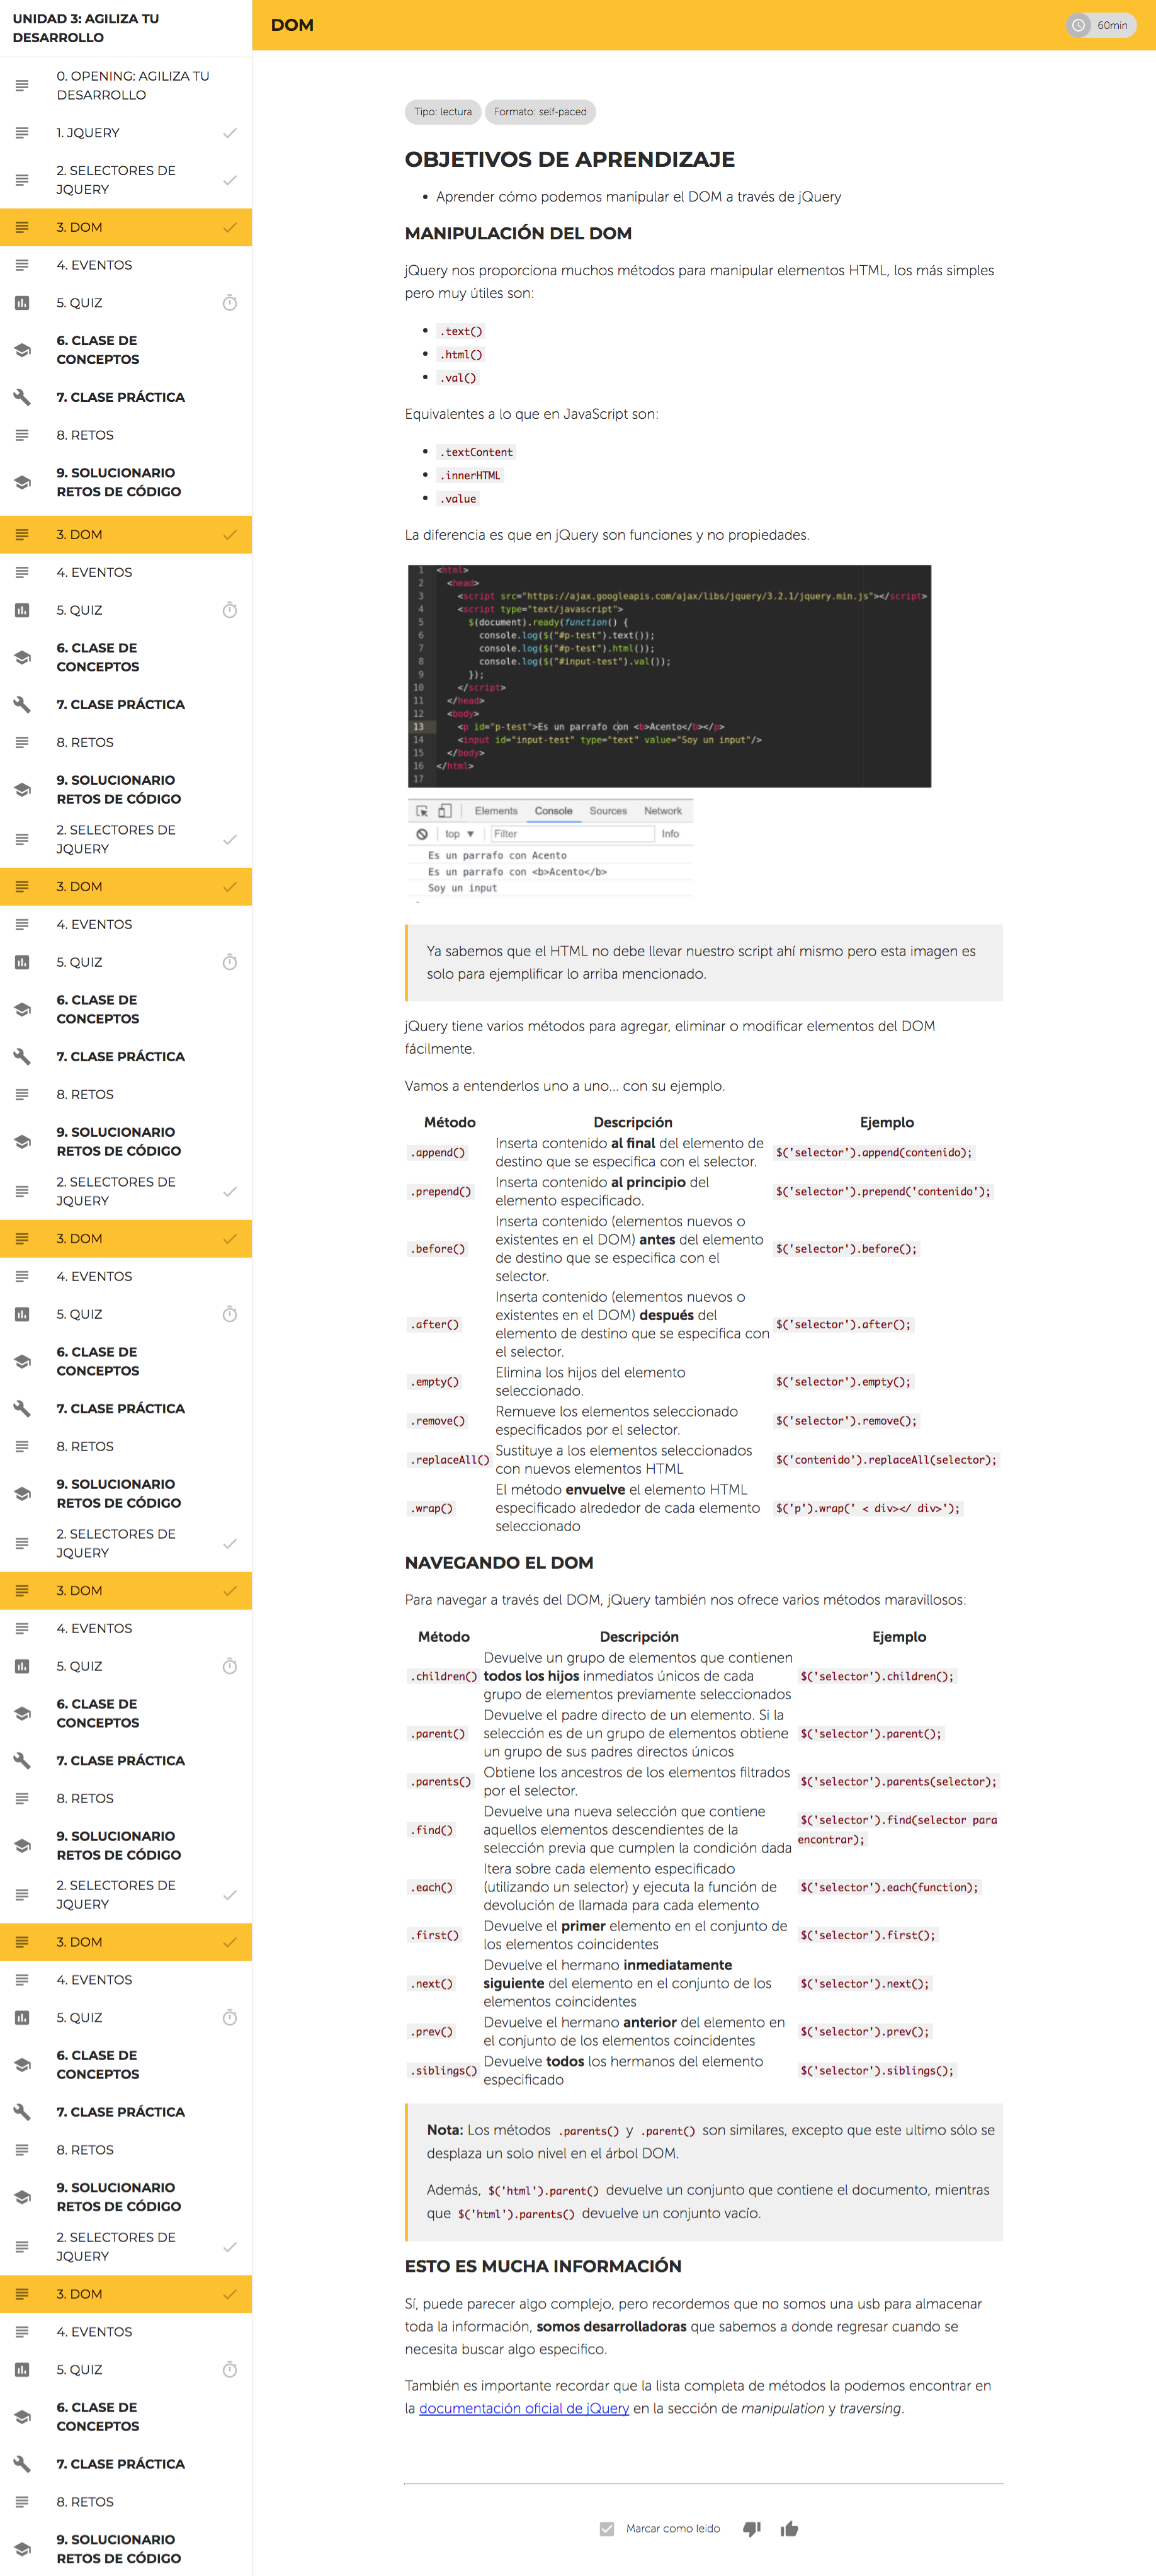 UNIDAD 3: AGILIZA TU
DESARROLLO
0. OPENING: AGILIZA TU
DESARROLLO
1. JQUERY
2. SELECTORES DE
JQUERY
3. DOM
4. EVENTOS
5. QUIZ
6. CLASE DE
CONCEPTOS
7. CLASE PRÁCTICA
8. RETOS
9. SOLUCIONARIO
RETOS DE CÓDIGO
3. DOM
4. EVENTOS
5. QUIZ
6. CLASE DE
CONCEPTOS
7. CLASE PRÁCTICA
8. RETOS
9. SOLUCIONARIO
RETOS DE CÓDIGO
2. SELECTORES DE
JQUERY
3. DOM
4. EVENTOS
5. QUIZ
6. CLASE DE
CONCEPTOS
7. CLASE PRÁCTICA
8. RETOS
9. SOLUCIONARIO
RETOS DE CÓDIGO
2. SELECTORES DE
JQUERY
3. DOM
4. EVENTOS
5. QUIZ
6. CLASE DE
CONCEPTOS
7. CLASE PRÁCTICA
8. RETOS
9. SOLUCIONARIO
RETOS DE CÓDIGO
2. SELECTORES DE
JQUERY
3. DOM
4. EVENTOS
5. QUIZ
6. CLASE DE
CONCEPTOS
7. CLASE PRÁCTICA
8. RETOS
9. SOLUCIONARIO
RETOS DE CÓDIGO
2. SELECTORES DE
JQUERY
3. DOM
4. EVENTOS
5. QUIZ
6. CLASE DE
CONCEPTOS
7. CLASE PRÁCTICA
8. RETOS
9. SOLUCIONARIO
RETOS DE CÓDIGO
2. SELECTORES DE
JQUERY
3. DOM
4. EVENTOS
5. QUIZ
6. CLASE DE
CONCEPTOS
7. CLASE PRÁCTICA
8. RETOS
9. SOLUCIONARIO
RETOS DE CÓDIGO
DOM
60min
Tipo: lectura Formato: self-paced
OBJETIVOS DE APRENDIZAJE
• Aprender cómo podemos manipular el DOM a través de jQuery
MANIPULACIÓN DEL DOM
jQuery nos proporciona muchos métodos para manipular elementos HTML, los más simples
pero muy útiles son:
• .text()
• .html()
• .val()
Equivalentes a lo que en JavaScript son:
• .textContent
• .innerHTML
• .value
La diferencia es que en jQuery son funciones y no propiedades.
1 <html>
2 <head>
3 <script src="https://ajax.googleapis.com/ajax/libs/jquery/3.2.1/jquery.min.js"></script>
4 <script type="text/javascript">
5 $(document).ready(function() {
6 console.log($("#p-test").text());
7 console.log($("#p-test").html());
8 console.log($("#input-test").val());
9 });
10 </script>
11 </head>
12 <body>
13 <p id="p-test">Es un parrafo con <b>Acento</b></p>
14 <input id="input-test" type="text" value="Soy un input"/>
15 </body>
16 </html>
17
Elements Console Sources Network
top ▼ Filter Info
Es un parrafo con Acento
Es un parrafo con <b>Acento</b>
Soy un input
Ya sabemos que el HTML no debe llevar nuestro script ahí mismo pero esta imagen es
solo para ejemplificar lo arriba mencionado.
jQuery tiene varios métodos para agregar, eliminar o modificar elementos del DOM
fácilmente.
Vamos a entenderlos uno a uno... con su ejemplo.
Método Descripción Ejemplo
.append() Inserta contenido al final del elemento de
destino que se especifica con el selector. $('selector').append(contenido);
.prepend() Inserta contenido al principio del
elemento especificado. $('selector').prepend('contenido');
.before() Inserta contenido (elementos nuevos o
existentes en el DOM) antes del elemento
de destino que se especifica con el
selector. $('selector').before();
.after() Inserta contenido (elementos nuevos o
existentes en el DOM) después del
elemento de destino que se especifica con
el selector. $('selector').after();
.empty() Elimina los hijos del elemento
seleccionado. $('selector').empty();
.remove() Remueve los elementos seleccionado
especificados por el selector. $('selector').remove();
.replaceAll() Sustituye a los elementos seleccionados
con nuevos elementos HTML $('contenido').replaceAll(selector);
.wrap() El método envuelve el elemento HTML
especificado alrededor de cada elemento
seleccionado $('p').wrap(' < div></ div>');
NAVEGANDO EL DOM
Para navegar a través del DOM, jQuery también nos ofrece varios métodos maravillosos:
Método Descripción Ejemplo
.children() Devuelve un grupo de elementos que contienen
todos los hijos inmediatos únicos de cada
grupo de elementos previamente seleccionados $('selector').children();
.parent() Devuelve el padre directo de un elemento. Si la
selección es de un grupo de elementos obtiene
un grupo de sus padres directos únicos $('selector').parent();
.parents() Obtiene los ancestros de los elementos filtrados
por el selector. $('selector').parents(selector);
.find() Devuelve una nueva selección que contiene
aquellos elementos descendientes de la
selección previa que cumplen la condición dada $('selector').find(selector para
encontrar);
.each() Itera sobre cada elemento especificado
(utilizando un selector) y ejecuta la función de
devolución de llamada para cada elemento $('selector').each(function);
.first() Devuelve el primer elemento en el conjunto de
los elementos coincidentes $('selector').first();
.next() Devuelve el hermano inmediatamente
siguiente del elemento en el conjunto de los
elementos coincidentes $('selector').next();
.prev() Devuelve el hermano anterior del elemento en
el conjunto de los elementos coincidentes $('selector').prev();
.siblings() Devuelve todos los hermanos del elemento
especificado $('selector').siblings();
Nota: Los métodos .parents() y .parent() son similares, excepto que este ultimo sólo se
desplaza un solo nivel en el árbol DOM.
Además, $('html').parent() devuelve un conjunto que contiene el documento, mientras
que $('html').parents() devuelve un conjunto vacío.
ESTO ES MUCHA INFORMACIÓN
Sí, puede parecer algo complejo, pero recordemos que no somos una usb para almacenar
toda la información, somos desarrolladoras que sabemos a donde regresar cuando se
necesita buscar algo especifico.
También es importante recordar que la lista completa de métodos la podemos encontrar en
la documentación oficial de jQuery en la sección de manipulation y traversing.
Marcar como leido